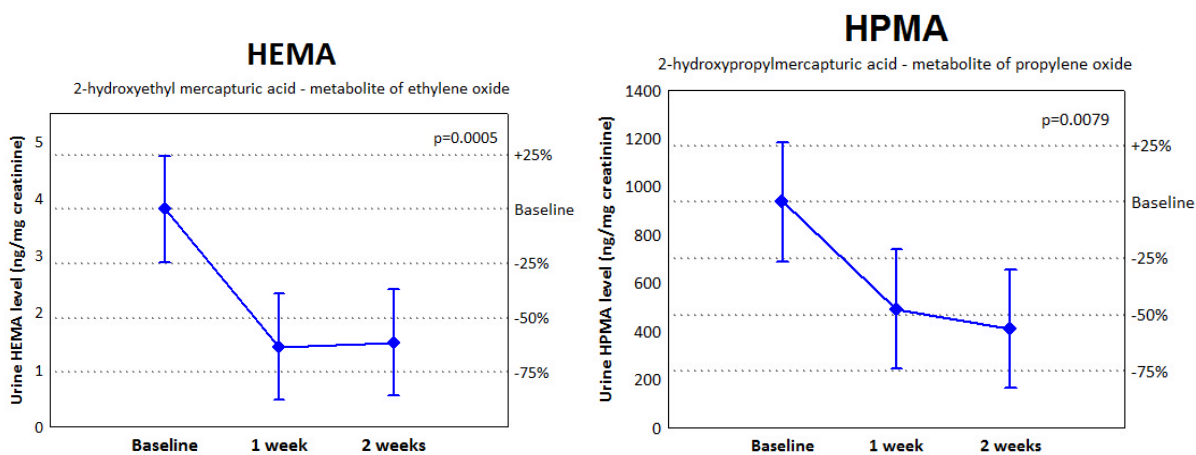 HEMA
2-hydroxyethyl mercapturic acid - metabolite of ethylene oxide
Urine HEMA level (ng/mg creatinine)
5
4
3
2
1
0
p=0.0005
+25%
Baseline
-25%
-50%
-75%
Baseline 1 week 2 weeks
HPMA
2-hydroxypropylmercapturic acid - metabolite of propylene oxide
Urine HPMA level (ng/mg creatinine)
1400
1200
1000
800
600
400
200
0
p=0.0079
+25%
Baseline
-25%
-50%
-75%
Baseline 1 week 2 weeks